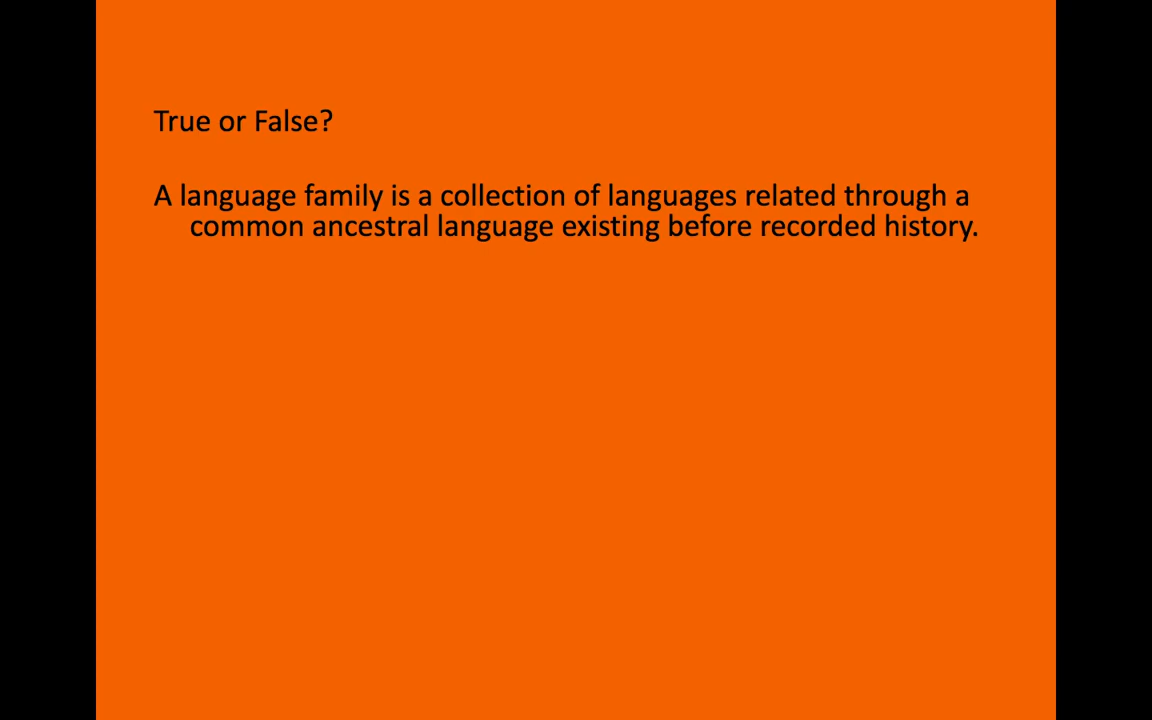 True or False?
A language family is a collection of languages related through a
common ancestral language existing before recorded history.